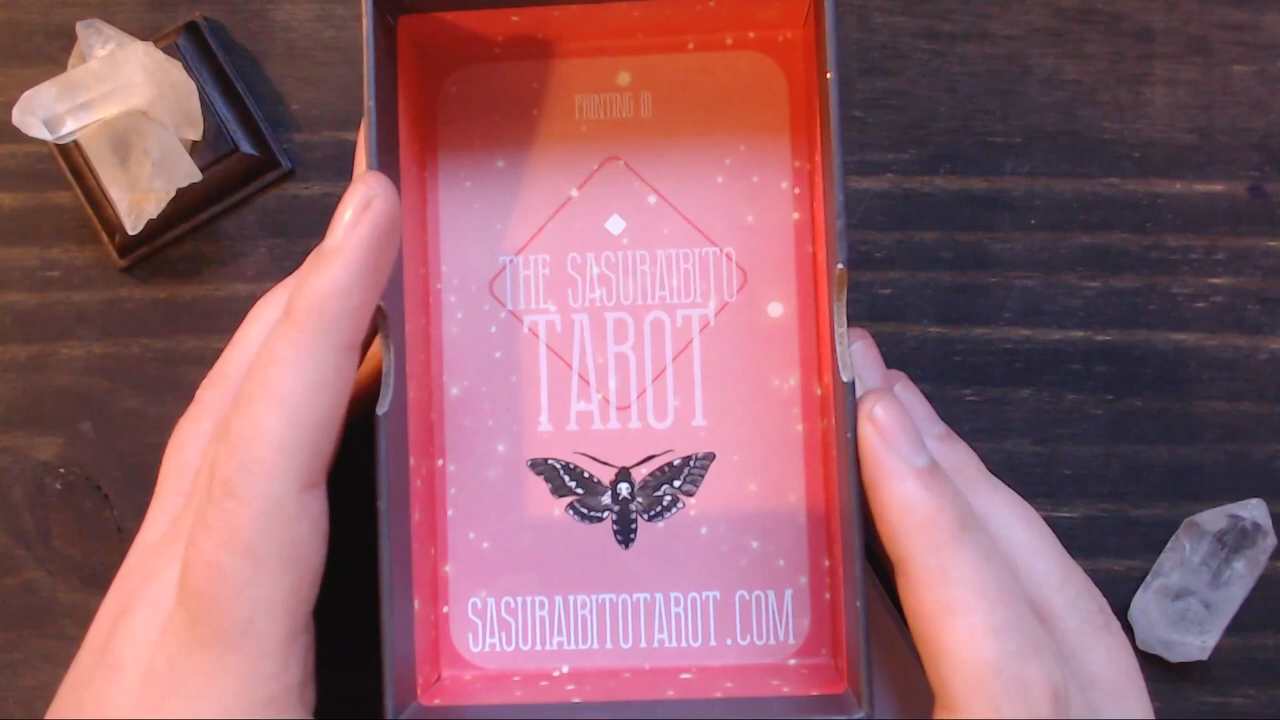 PRINTING III
THE SASURAIBITO
TAROT
SASURAIBITOTAROT.COM